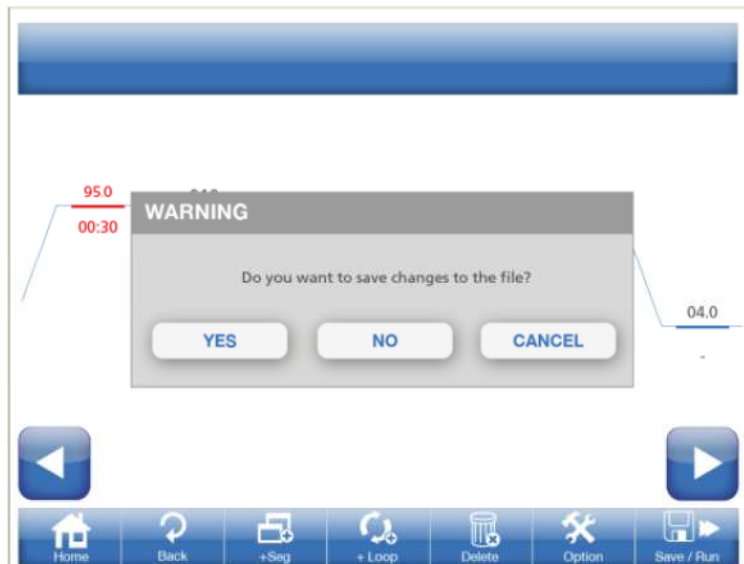 95.0
00:30
WARNING
Do you want to save changes to the file?
YES NO CANCEL
04.0
-
Home Back +Seg + Loop Delete Option Save / Run